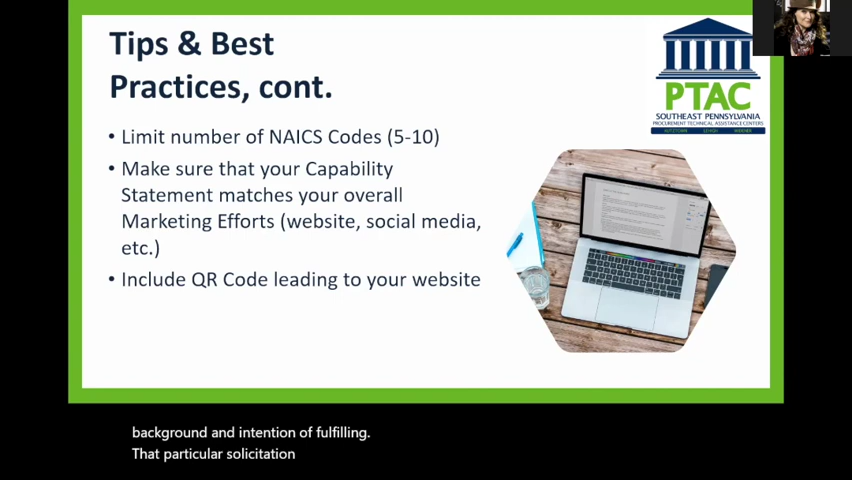 Tips & Best
Practices, cont.
• Limit number of NAICS Codes (5-10)
• Make sure that your Capability
Statement matches your overall
Marketing Efforts (website, social media,
etc.)
• Include QR Code leading to your website
PTAC
SOUTHEAST PENNSYLVANIA
PROCUREMENT TECHNICAL ASSISTANCE CENTERS
background and intention of fulfilling.
That particular solicitation